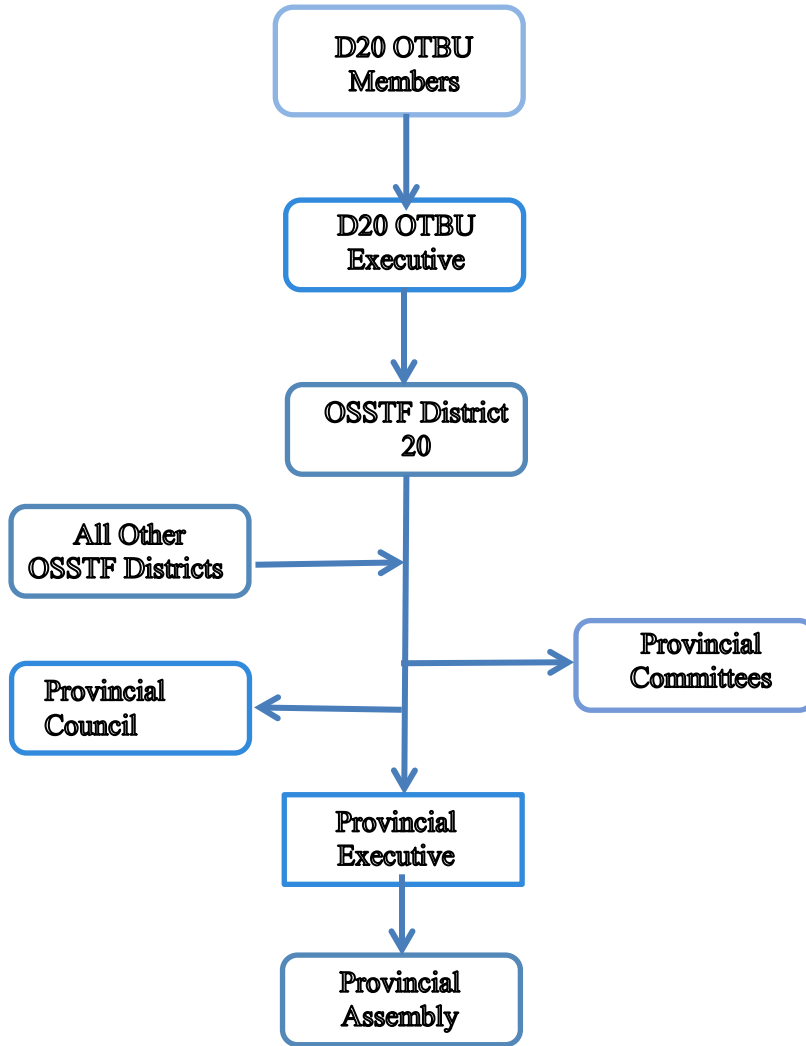 D20 OTBU
Members
D20 OTBU
Executive
OSSTF District
20
All Other
OSSTF Districts
Provincial
Committees
Provincial
Council
Provincial
Executive
Provincial
Assembly